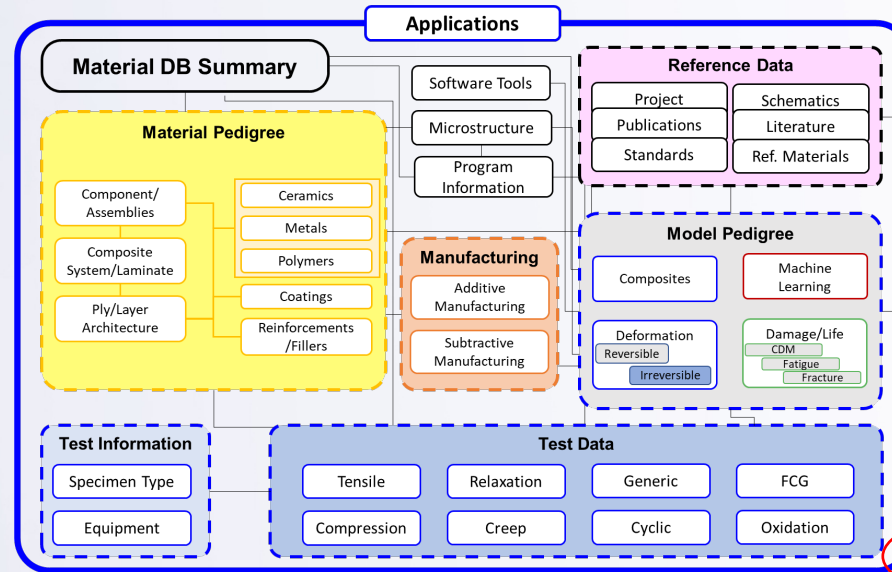 Applications
Material DB Summary
Software Tools
Microstructure
Program
Information
Reference Data
Project
Publications
Standards
Schematics
Literature
Ref. Materials
Material Pedigree
Component/
Assemblies
Composite
System/Laminate
Ply/Layer
Architecture
Ceramics
Metals
Polymers
Coatings
Reinforcements
/Fillers
Manufacturing
Additive
Manufacturing
Subtractive
Manufacturing
Model Pedigree
Composites
Machine
Learning
Deformation
Reversible
Irreversible
Damage/Life
CDM
Fatigue
Fracture
Test Information
Specimen Type
Equipment
Test Data
Tensile
Relaxation
Generic
FCG
Compression
Creep
Cyclic
Oxidation